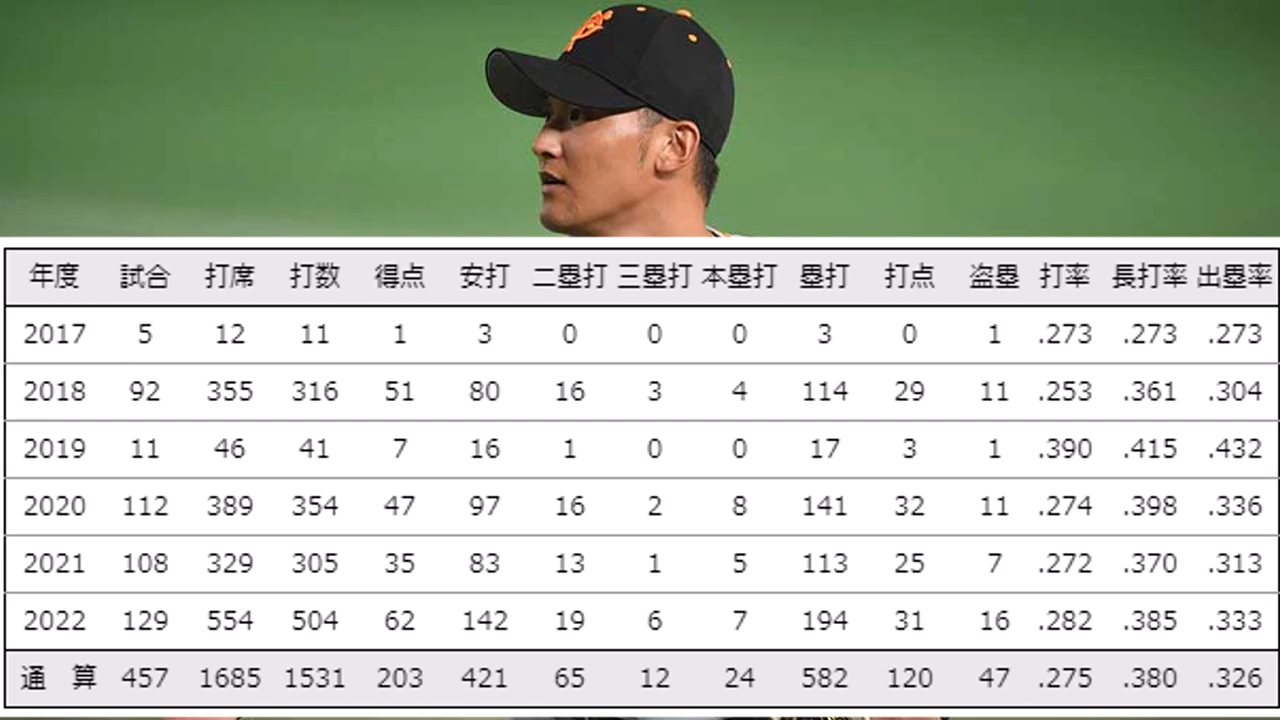 年度 試合 打席 打数 得点 安打 二塁打 三塁打 本塁打 塁打 打点 盗塁 打率 長打率 出塁率
2017 5 12 11 1 3 0 0 0 3 0 1 .273 .273 .273
2018 92 355 316 51 80 16 3 4 114 29 11 .253 .361 .304
2019 11 46 41 7 16 1 0 0 17 3 1 .390 .415 .432
2020 112 389 354 47 97 16 2 8 141 32 11 .274 .398 .336
2021 108 329 305 35 83 13 1 5 113 25 7 .272 .370 .313
2022 129 554 504 62 142 19 6 7 194 31 16 .282 .385 .333
通 算 457 1685 1531 203 421 65 12 24 582 120 47 .275 .380 .326